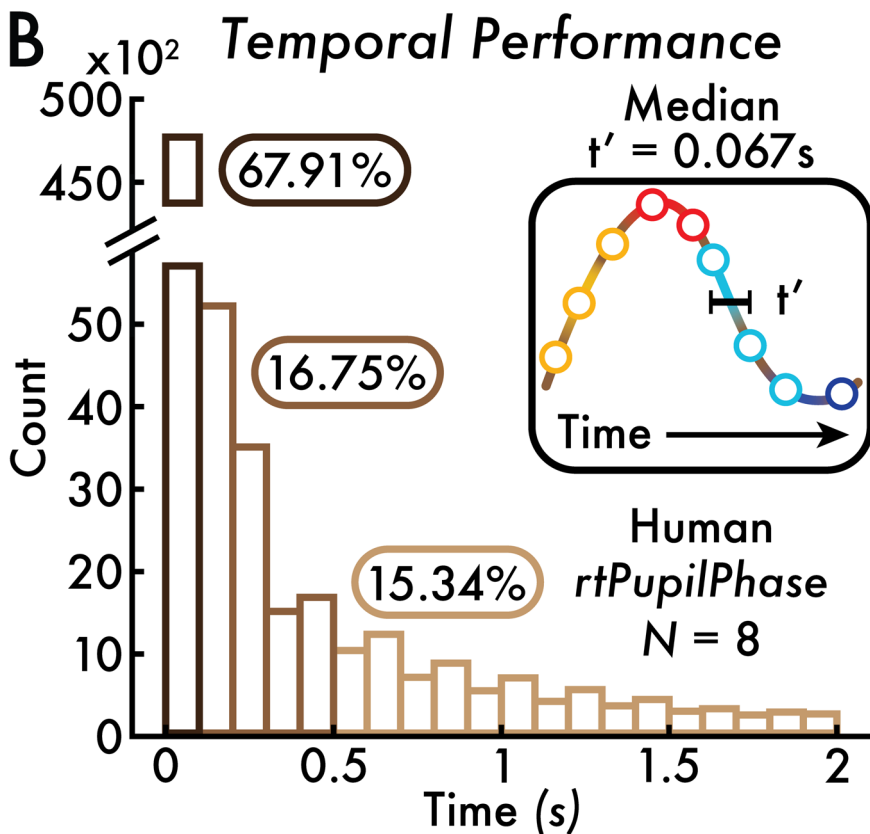 B
Temporal Performance
x10²
500
450
50
40
30
20
10
0
Count
67.91%
16.75%
15.34%
Median
t′ = 0.067s
t′
Time
Human
rtPupilPhase
N = 8
0
0.5
1
1.5
2
Time (s)